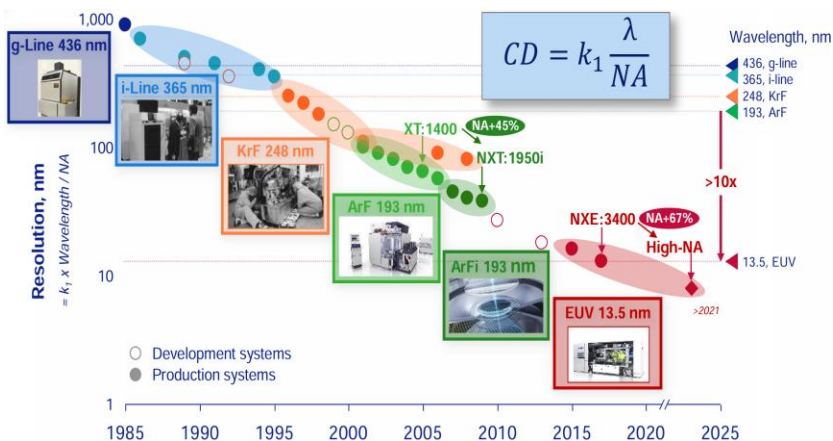 1,000
100
10
1
Resolution, nm
= k₁ x Wavelength / NA
g-Line 436 nm
i-Line 365 nm
KrF 248 nm
ArF 193 nm
ArFi 193 nm
EUV 13.5 nm
XT:1400
NA+45%
NXT:1950i
NXE:3400
NA+67%
High-NA
>2021
CD = k₁ λ / NA
Wavelength, nm
436, g-line
365, i-line
248, KrF
193, ArF
>10x
13.5, EUV
Development systems
Production systems
1985 1990 1995 2000 2005 2010 2015 2020 2025